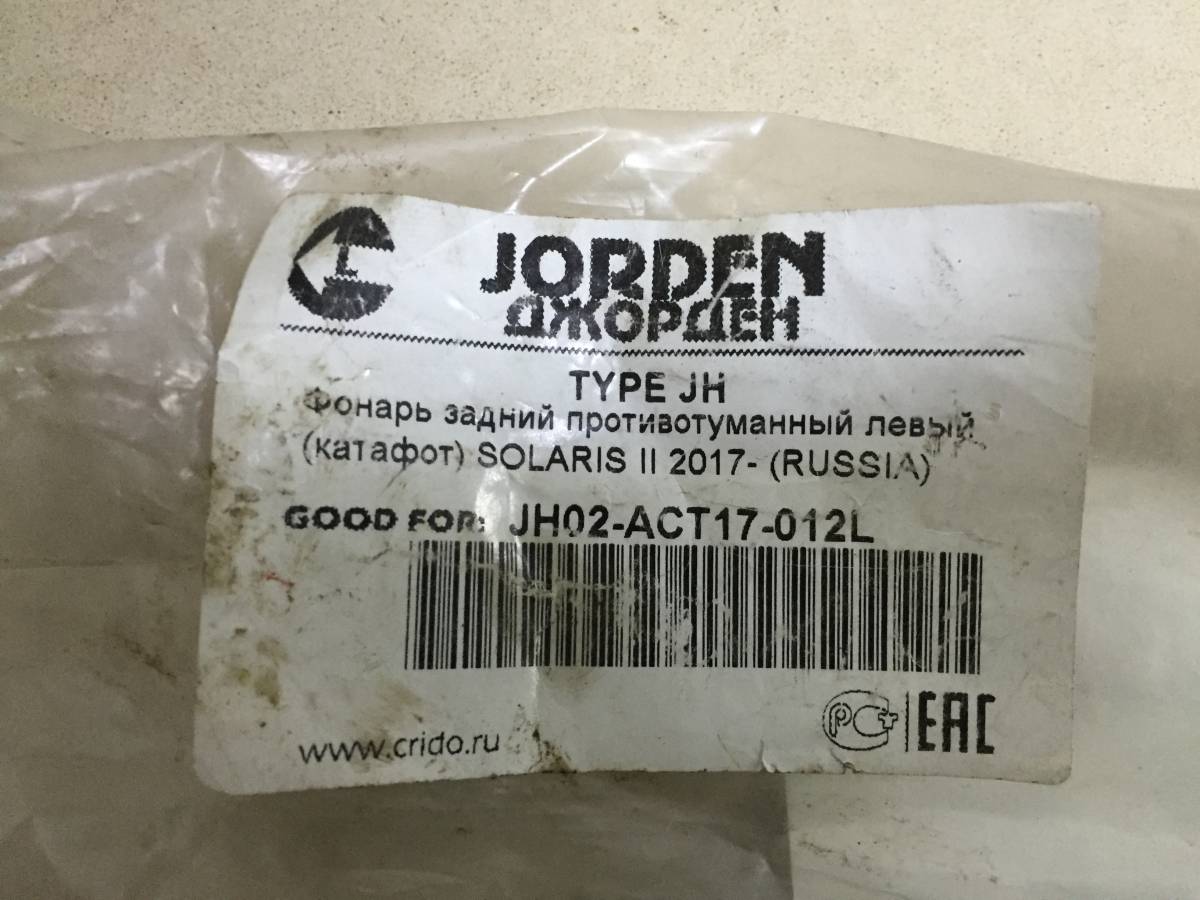 JORDEN
ДЖОРДЕН
TYPE JH
Фонарь задний противотуманный левый
(катафот) SOLARIS II 2017- (RUSSIA)
GOOD FOR: JH02-ACT17-012L
www.crido.ru
РСТ EAC